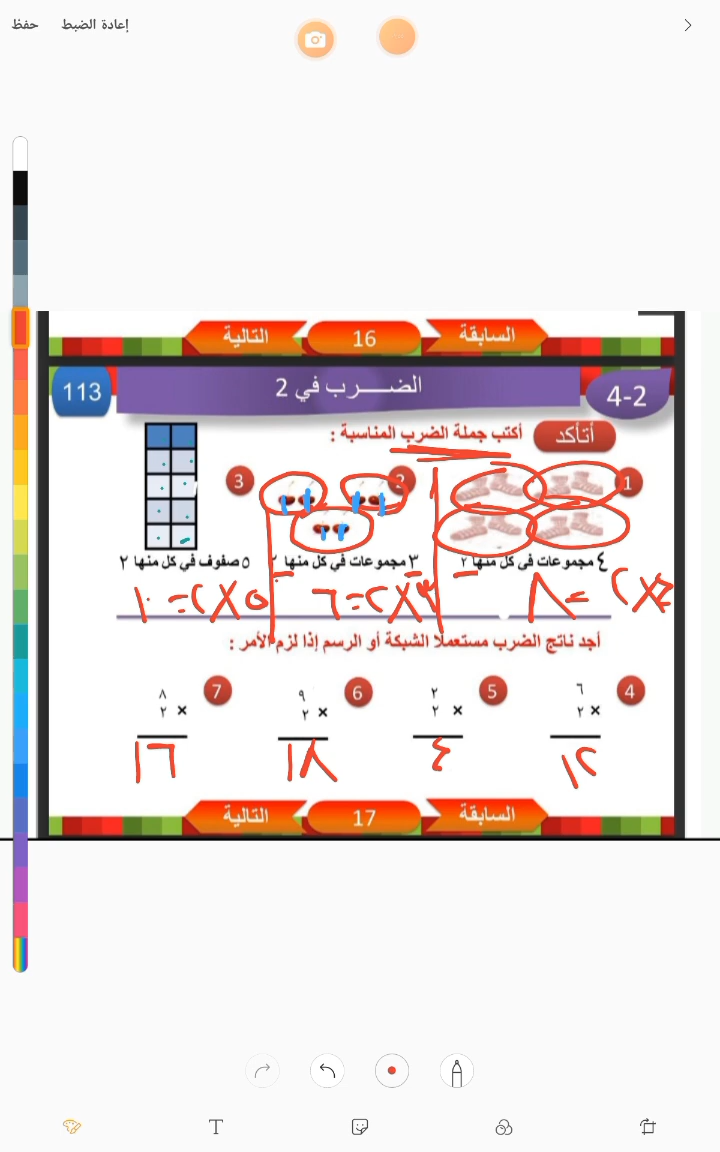 إعادة الضبط حفظ
السابقة 16 التالية
4-2 الضـــــرب في 2 113
أتأكد أكتب جملة الضرب المناسبة :
1 2 3
٤ مجموعات في كل منها ٢ ٣ مجموعات في كل منها ٢ ٥ صفوف في كل منها ٢
٤×٢=٨ ٣×٢=٦ ٥×٢=١٠
أجد ناتج الضرب مستعملا الشبكة أو الرسم إذا لزم الأمر :
4 5 6 7
٦ ٢ ٩ ٨
× ٢ × ٢ × ٢ × ٢
١٢ ٤ ١٨ ١٦
السابقة 17 التالية
T